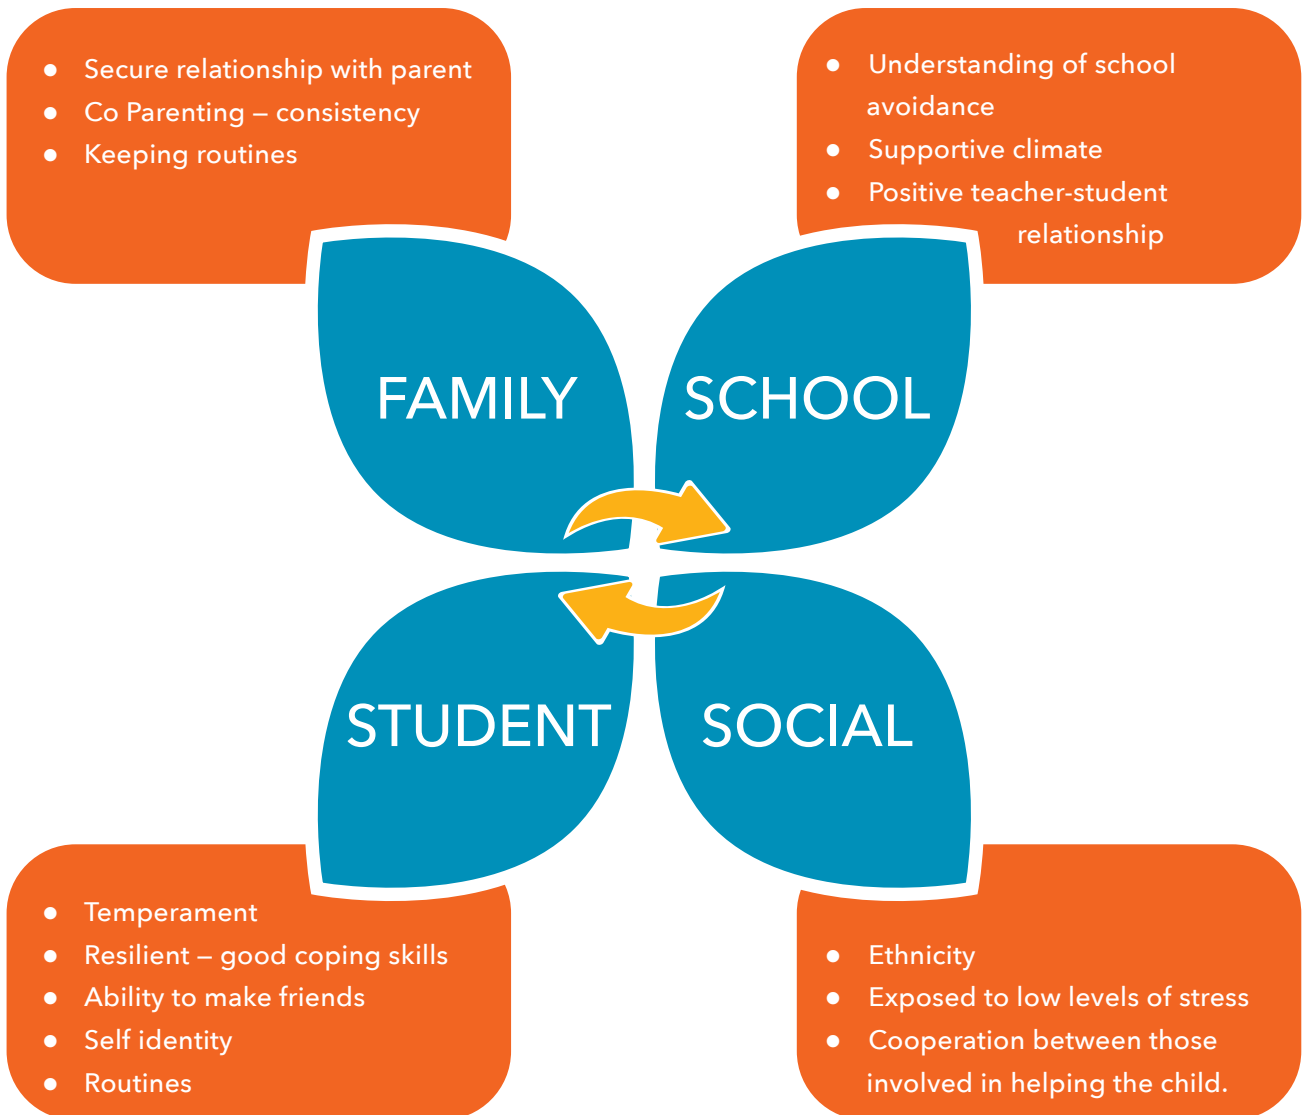 ● Secure relationship with parent
● Co Parenting – consistency
● Keeping routines
● Understanding of school
avoidance
● Supportive climate
● Positive teacher-student
relationship
FAMILY
SCHOOL
STUDENT
SOCIAL
● Temperament
● Resilient – good coping skills
● Ability to make friends
● Self identity
● Routines
● Ethnicity
● Exposed to low levels of stress
● Cooperation between those
involved in helping the child.